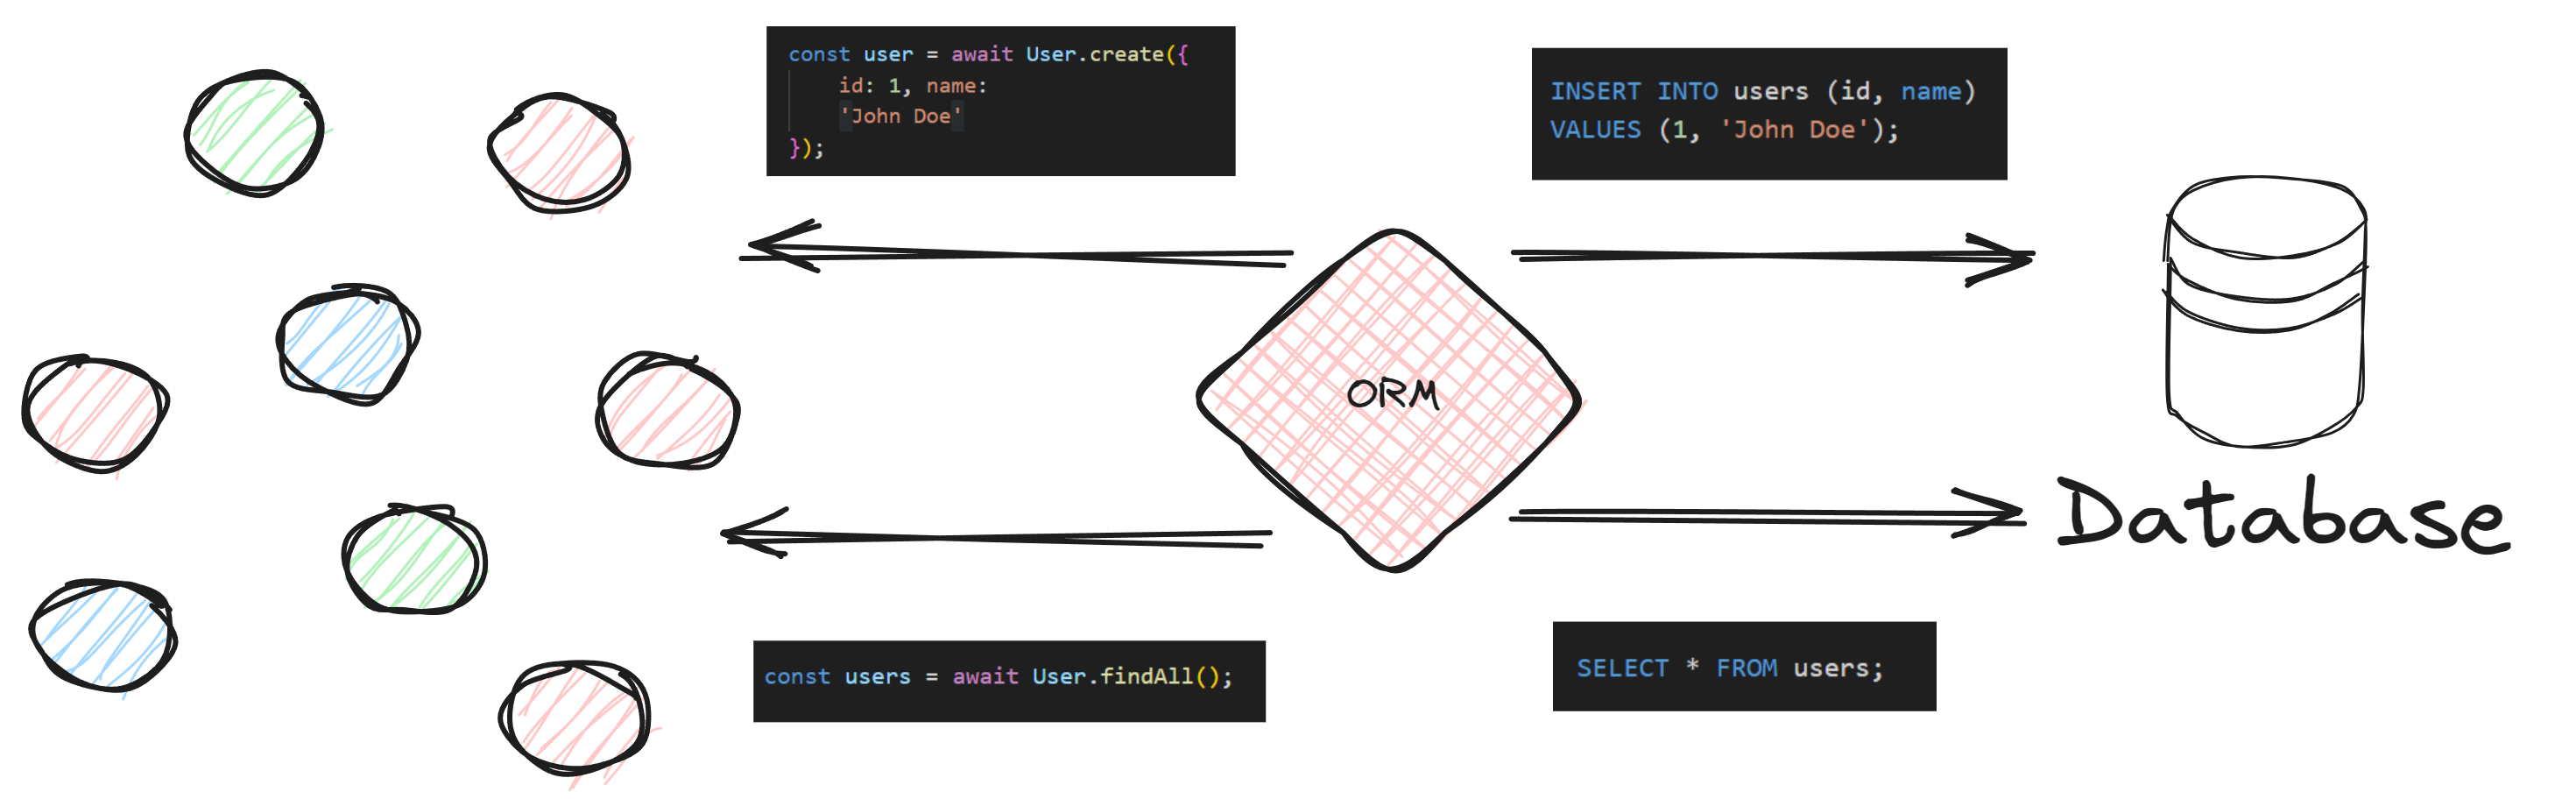 const user = await User.create({
id: 1, name:
'John Doe'
});
INSERT INTO users (id, name)
VALUES (1, 'John Doe');
ORM
Database
const users = await User.findAll();
SELECT * FROM users;